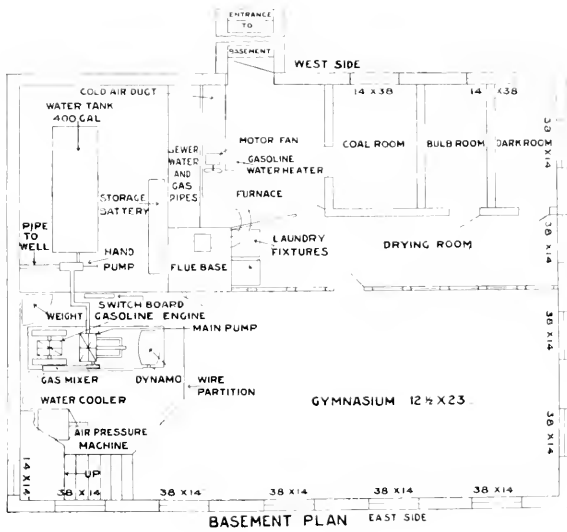 ENTRANCE
TO
BASEMENT
WEST SIDE
COLD AIR DUCT
WATER TANK
400 GAL
14 X 38
14 X 38
38 X 14
MOTOR FAN
SEWER
WATER
AND
GAS
PIPES
GASOLINE
WATER HEATER
COAL ROOM
BULB ROOM
DARK ROOM
FURNACE
STORAGE
BATTERY
PIPE
TO
WELL
HAND
PUMP
FLUE BASE
LAUNDRY
FIXTURES
DRYING ROOM
38 X 14
SWITCH BOARD
WEIGHT
GASOLINE ENGINE
MAIN PUMP
38 X 14
GAS MIXER
DYNAMO
WIRE
PARTITION
WATER COOLER
GYMNASIUM 12 ½ X 23
AIR PRESSURE
MACHINE
38 X 14
UP
14 X 14
38 X 14
38 X 14
38 X 14
38 X 14
BASEMENT PLAN EAST SIDE